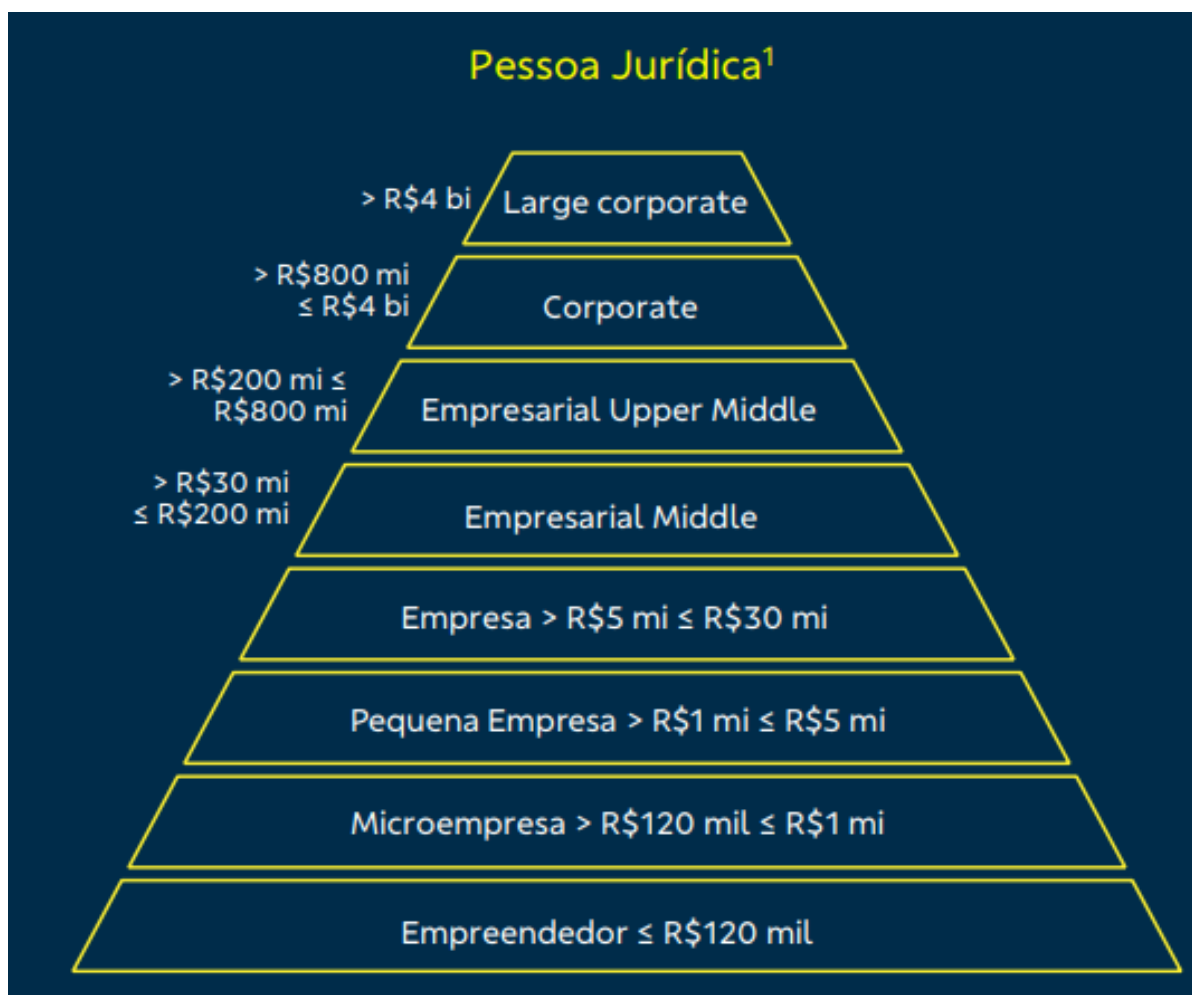 Pessoa Jurídica¹
> R$4 bi
Large corporate
> R$800 mi
≤ R$4 bi
Corporate
> R$200 mi ≤
R$800 mi
Empresarial Upper Middle
> R$30 mi
≤ R$200 mi
Empresarial Middle
Empresa > R$5 mi ≤ R$30 mi
Pequena Empresa > R$1 mi ≤ R$5 mi
Microempresa > R$120 mil ≤ R$1 mi
Empreendedor ≤ R$120 mil